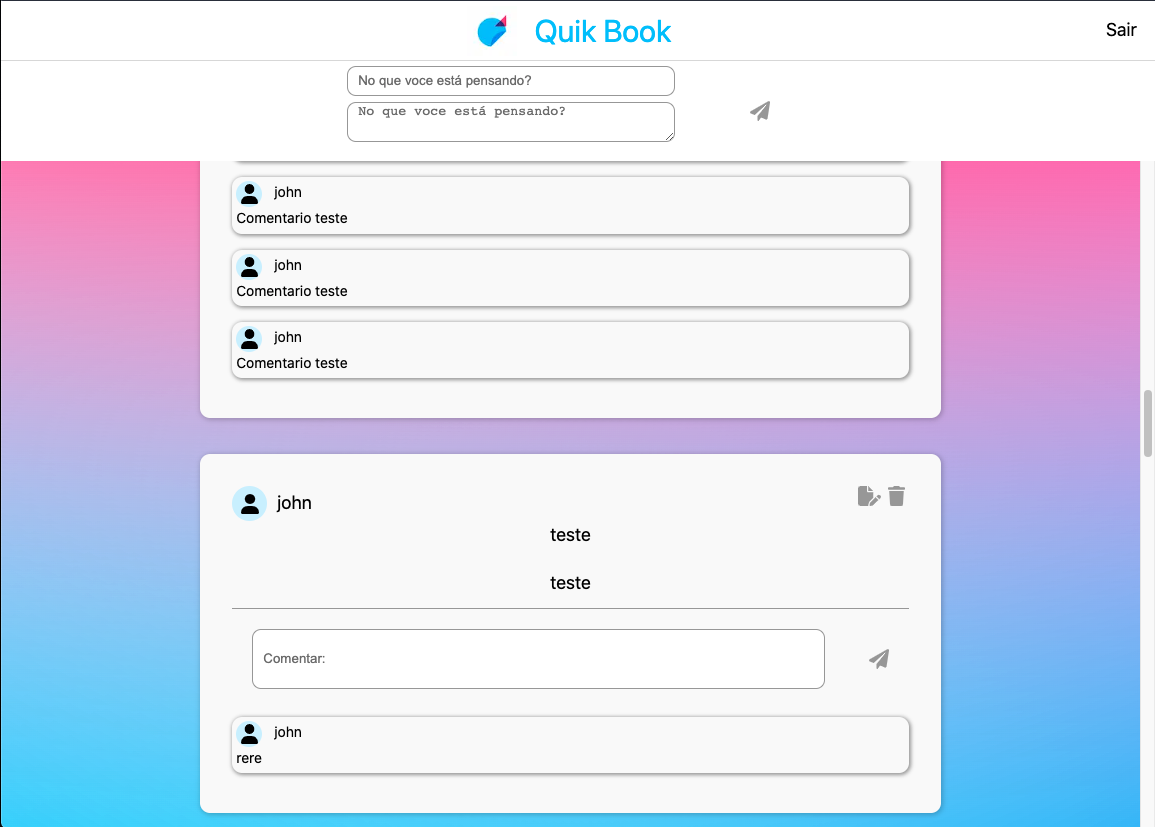 Quik Book
Sair
No que voce está pensando?
No que voce está pensando?
john
Comentario teste
john
Comentario teste
john
Comentario teste
john
teste
teste
Comentar:
john
rere